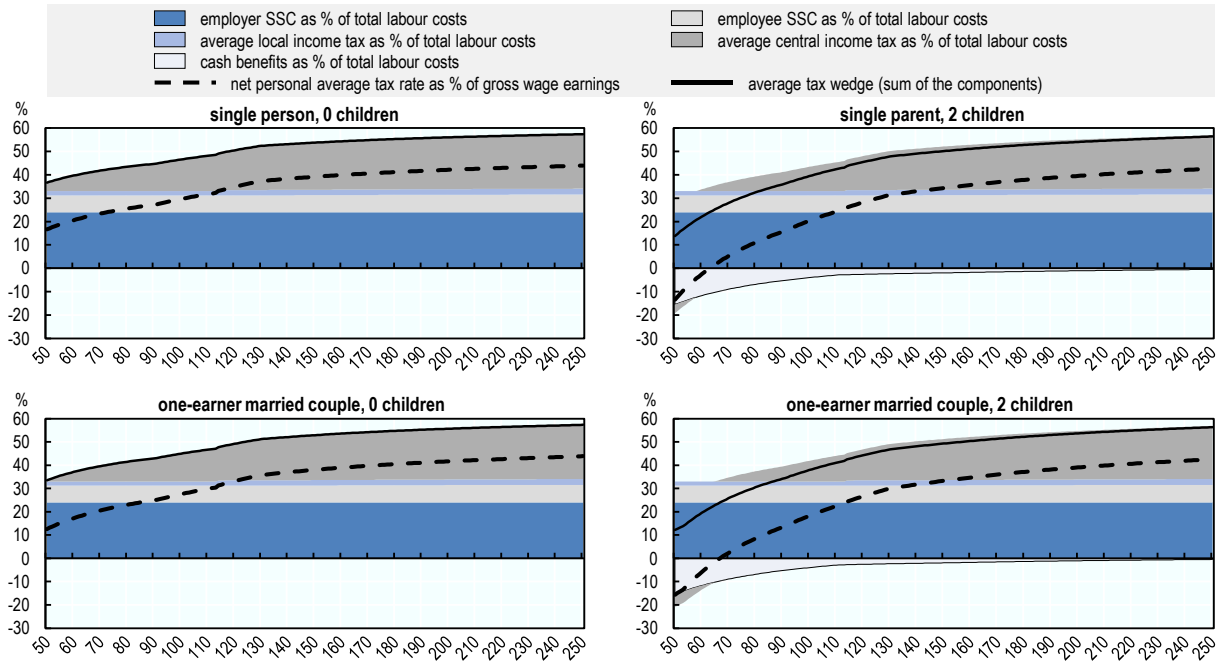 employer SSC as % of total labour costs
employee SSC as % of total labour costs
average local income tax as % of total labour costs
average central income tax as % of total labour costs
cash benefits as % of total labour costs
net personal average tax rate as % of gross wage earnings
average tax wedge (sum of the components)
%
single person, 0 children
60
50
40
30
20
10
0
-10
-20
-30
50 60 70 80 90 100 110 120 130 140 150 160 170 180 190 200 210 220 230 240 250
%
single parent, 2 children
60
50
40
30
20
10
0
-10
-20
-30
50 60 70 80 90 100 110 120 130 140 150 160 170 180 190 200 210 220 230 240 250
%
one-earner married couple, 0 children
60
50
40
30
20
10
0
-10
-20
-30
50 60 70 80 90 100 110 120 130 140 150 160 170 180 190 200 210 220 230 240 250
%
one-earner married couple, 2 children
60
50
40
30
20
10
0
-10
-20
-30
50 60 70 80 90 100 110 120 130 140 150 160 170 180 190 200 210 220 230 240 250